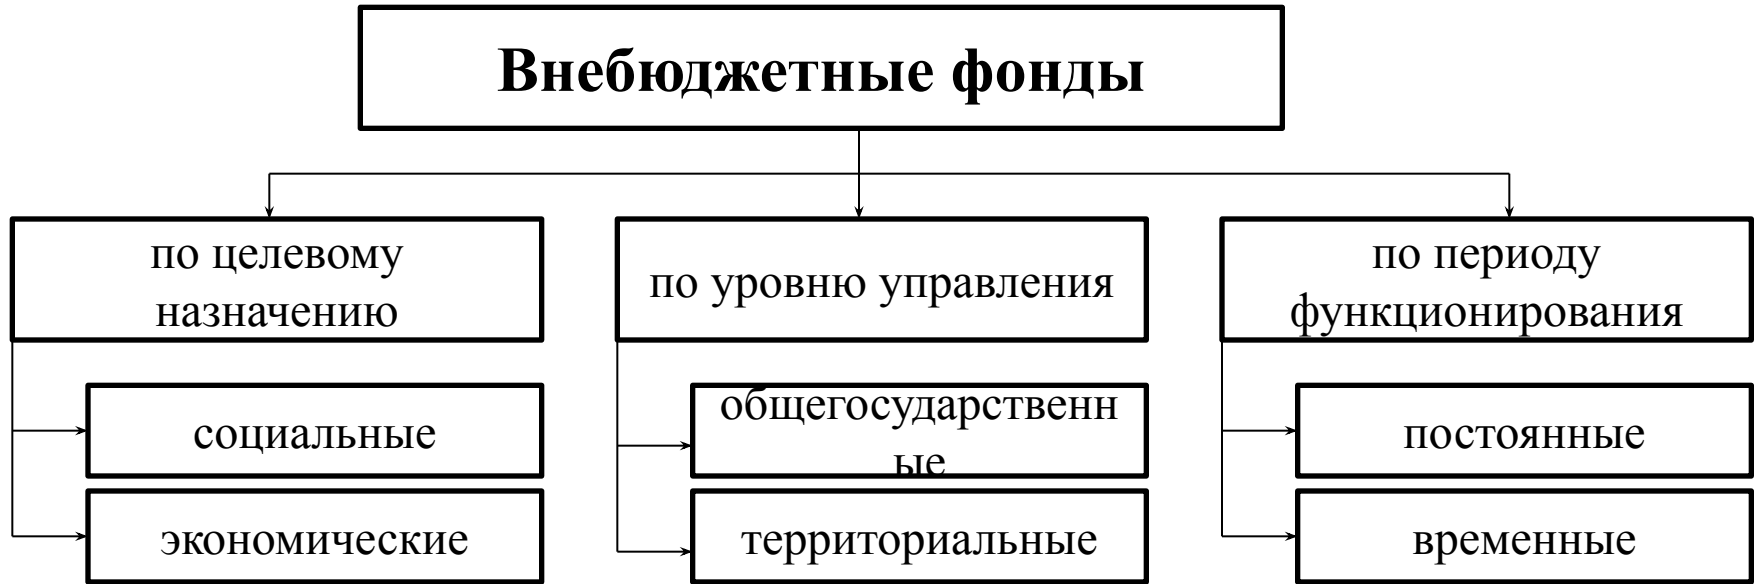 Внебюджетные фонды
по целевому
назначению
социальные
экономические
по уровню управления
общегосударственн
ые
территориальные
по периоду
функционирования
постоянные
временные